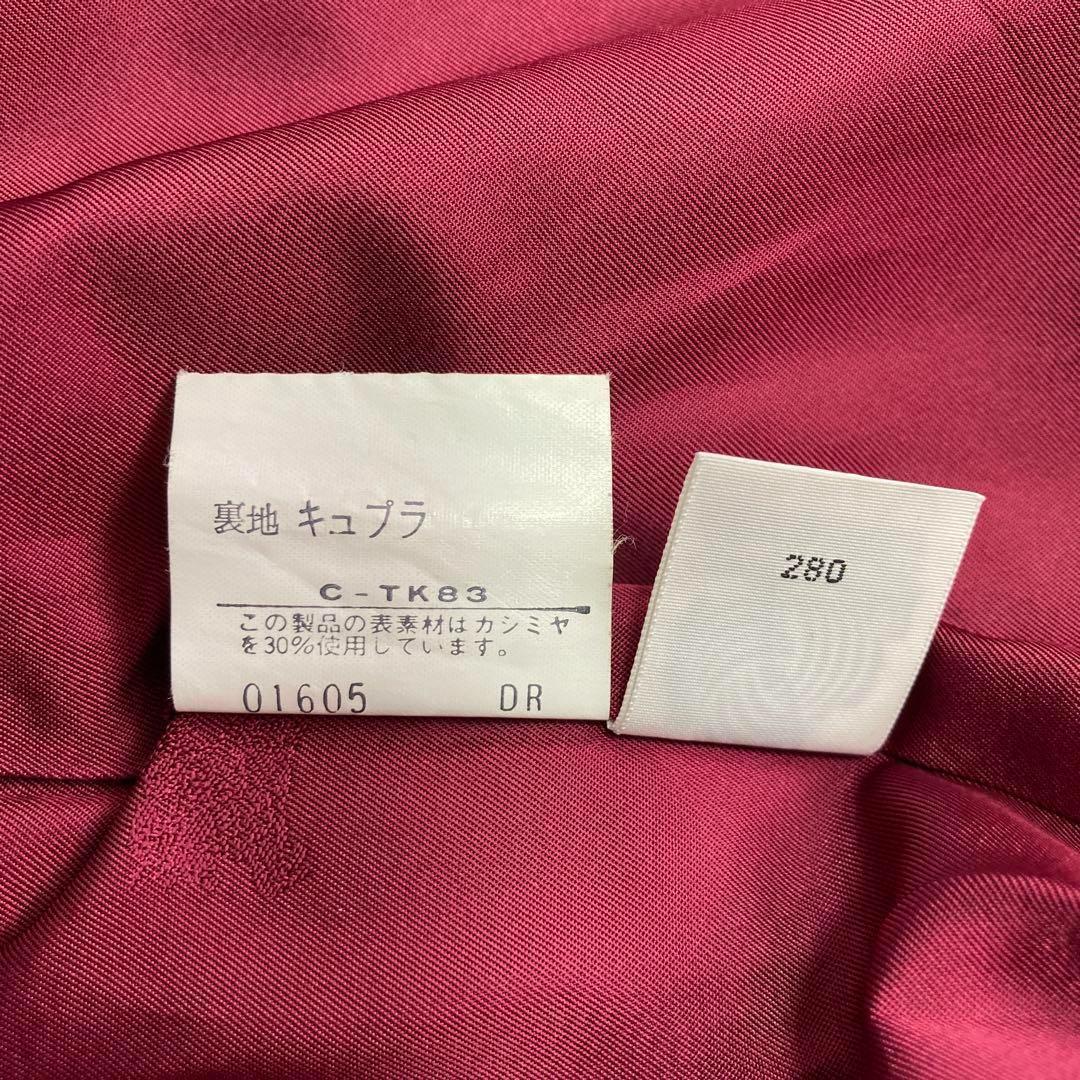 裏地 キュプラ
C-TK83
この製品の表素材はカシミヤ
を30%使用しています。
01605 DR
280